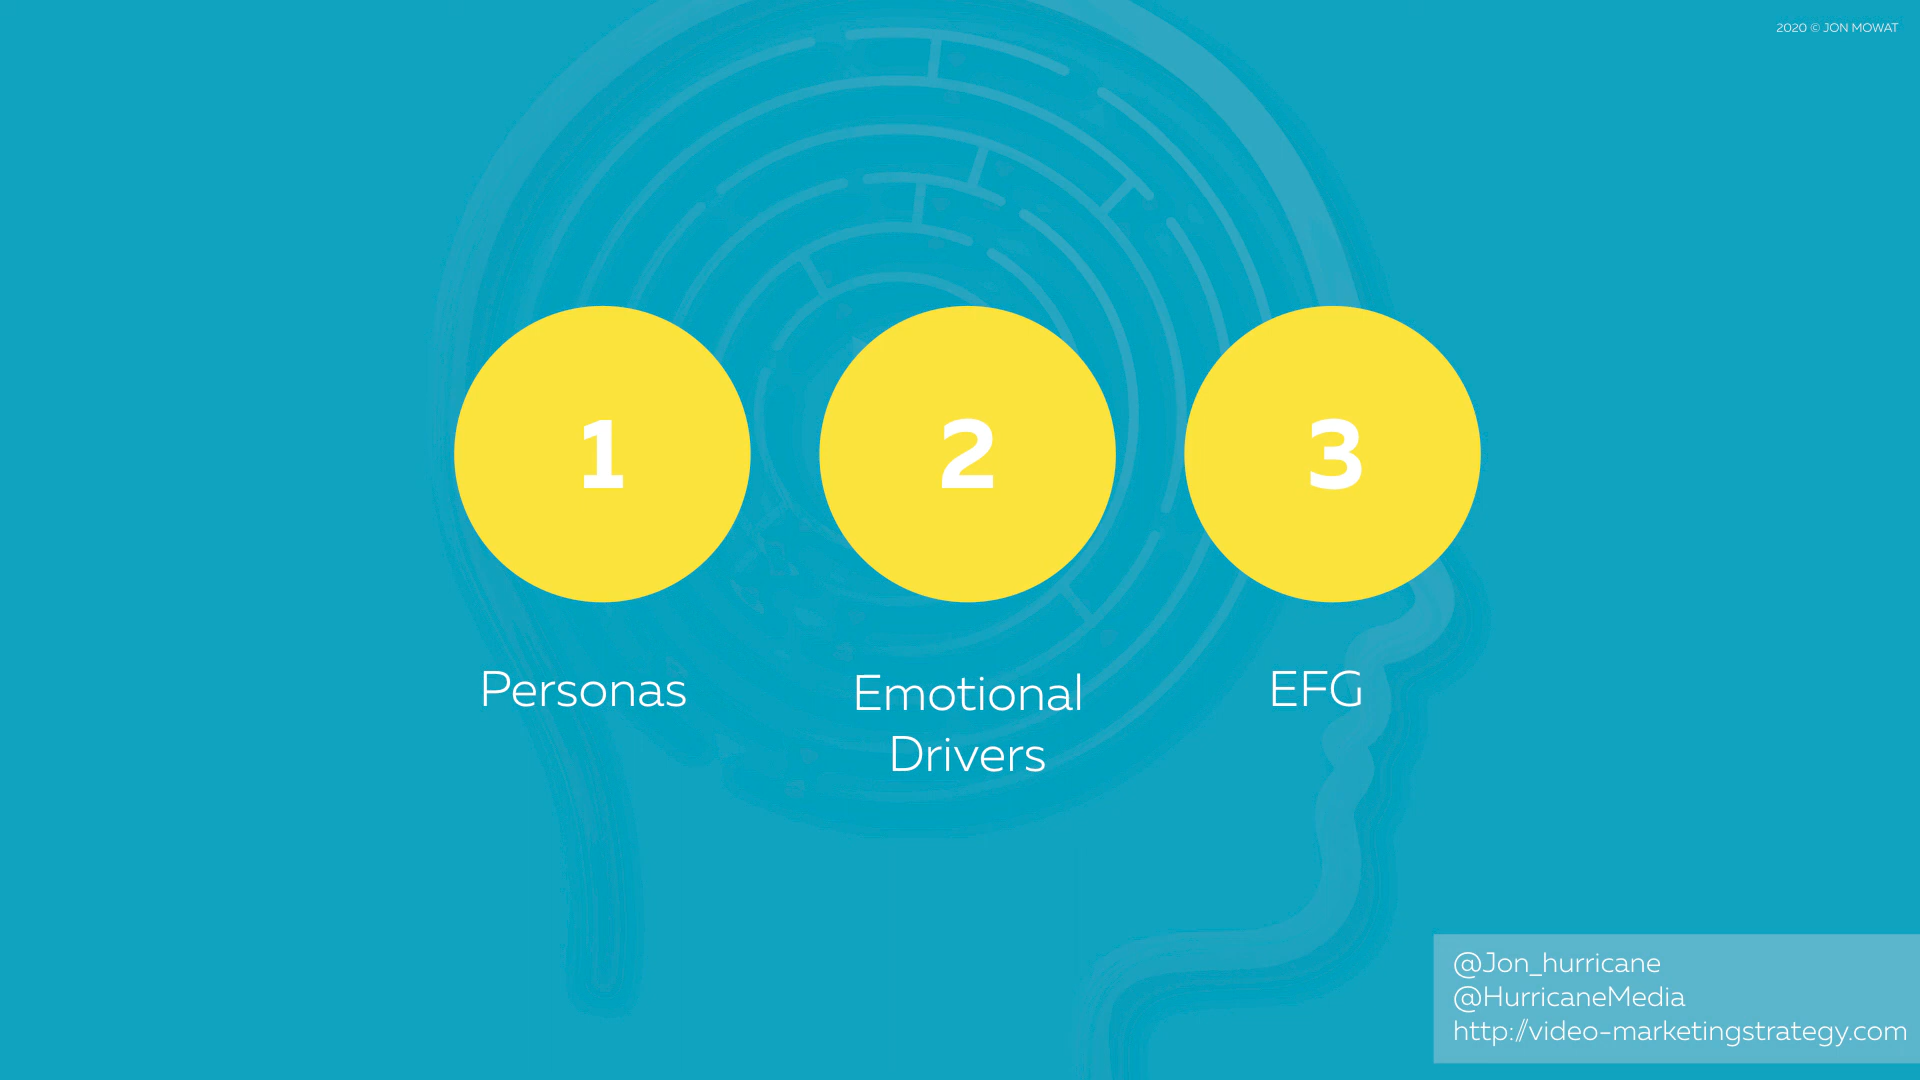 2020 © JON MOWAT
1
2
3
Personas
Emotional
Drivers
EFG
@Jon_hurricane
@HurricaneMedia
http://video-marketingstrategy.com